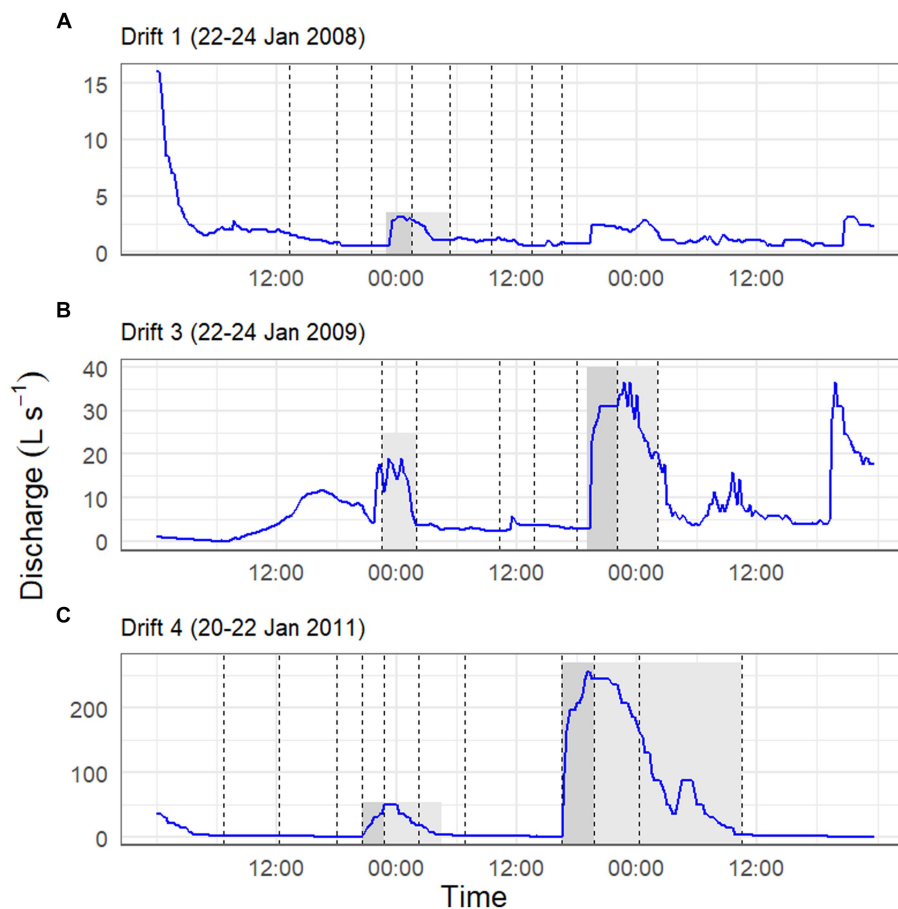 A
Drift 1 (22-24 Jan 2008)
15
10
5
0
12:00 00:00 12:00 00:00 12:00
B
Drift 3 (22-24 Jan 2009)
40
30
20
10
0
12:00 00:00 12:00 00:00 12:00
Discharge (L s⁻¹)
C
Drift 4 (20-22 Jan 2011)
200
100
0
12:00 00:00 12:00 00:00 12:00
Time